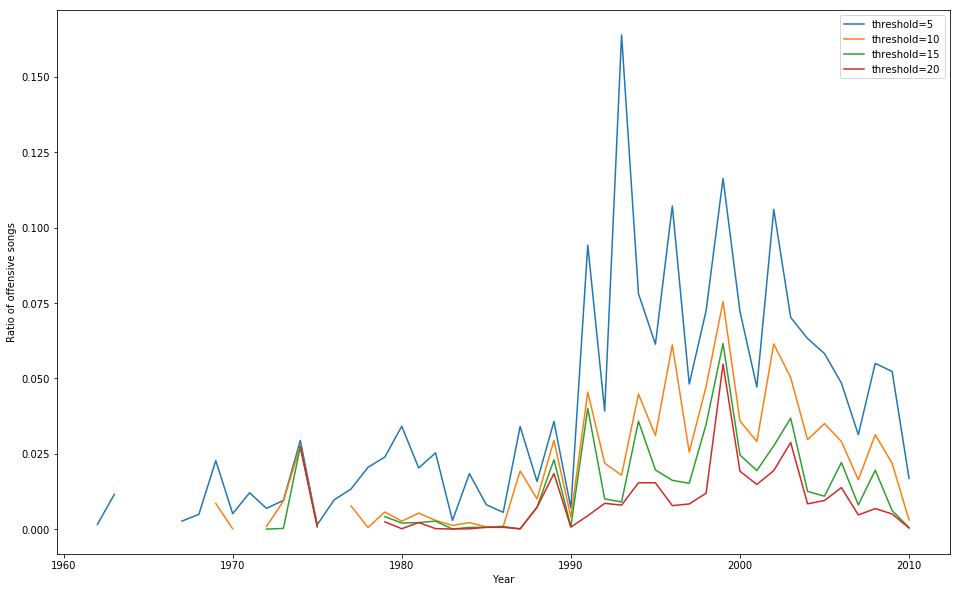 threshold=5
threshold=10
threshold=15
threshold=20
Ratio of offensive songs
0.150
0.125
0.100
0.075
0.050
0.025
0.000
1960 1970 1980 1990 2000 2010
Year